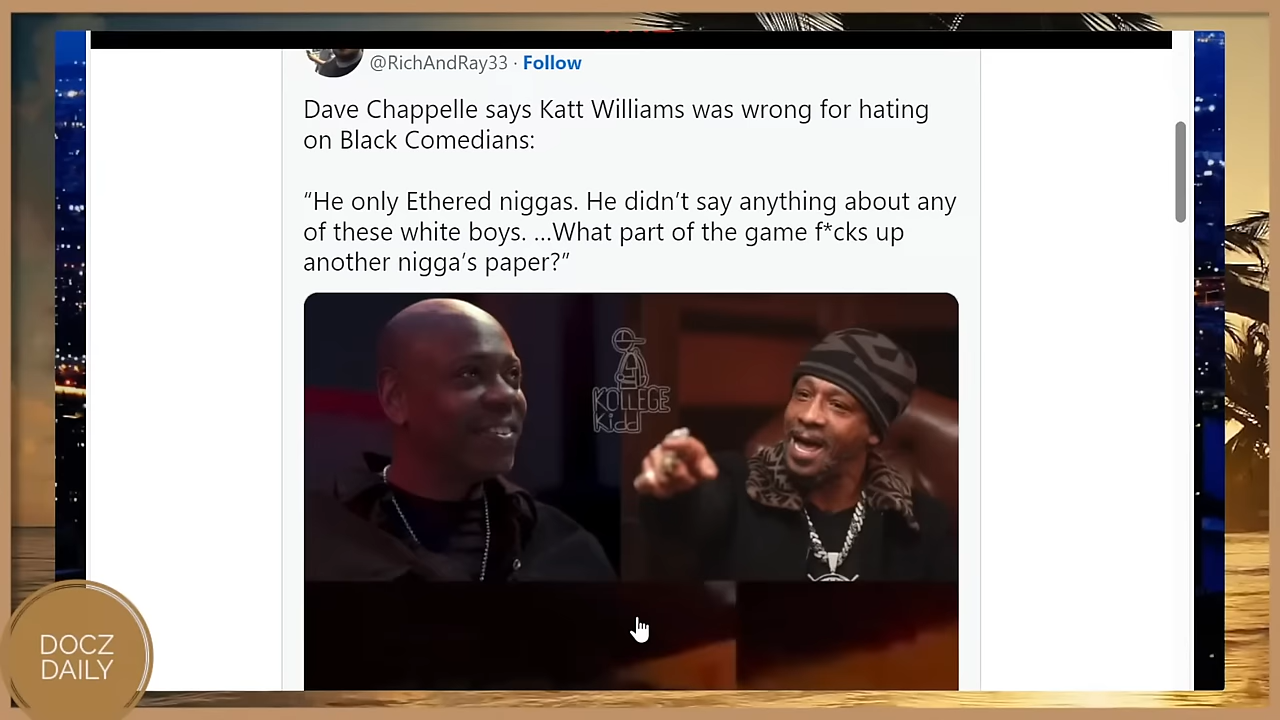 @RichAndRay33 · Follow
Dave Chappelle says Katt Williams was wrong for hating
on Black Comedians:
“He only Ethered niggas. He didn’t say anything about any
of these white boys. ...What part of the game f*cks up
another nigga’s paper?”
KOLLEGE
Kidd
DOCZ
DAILY